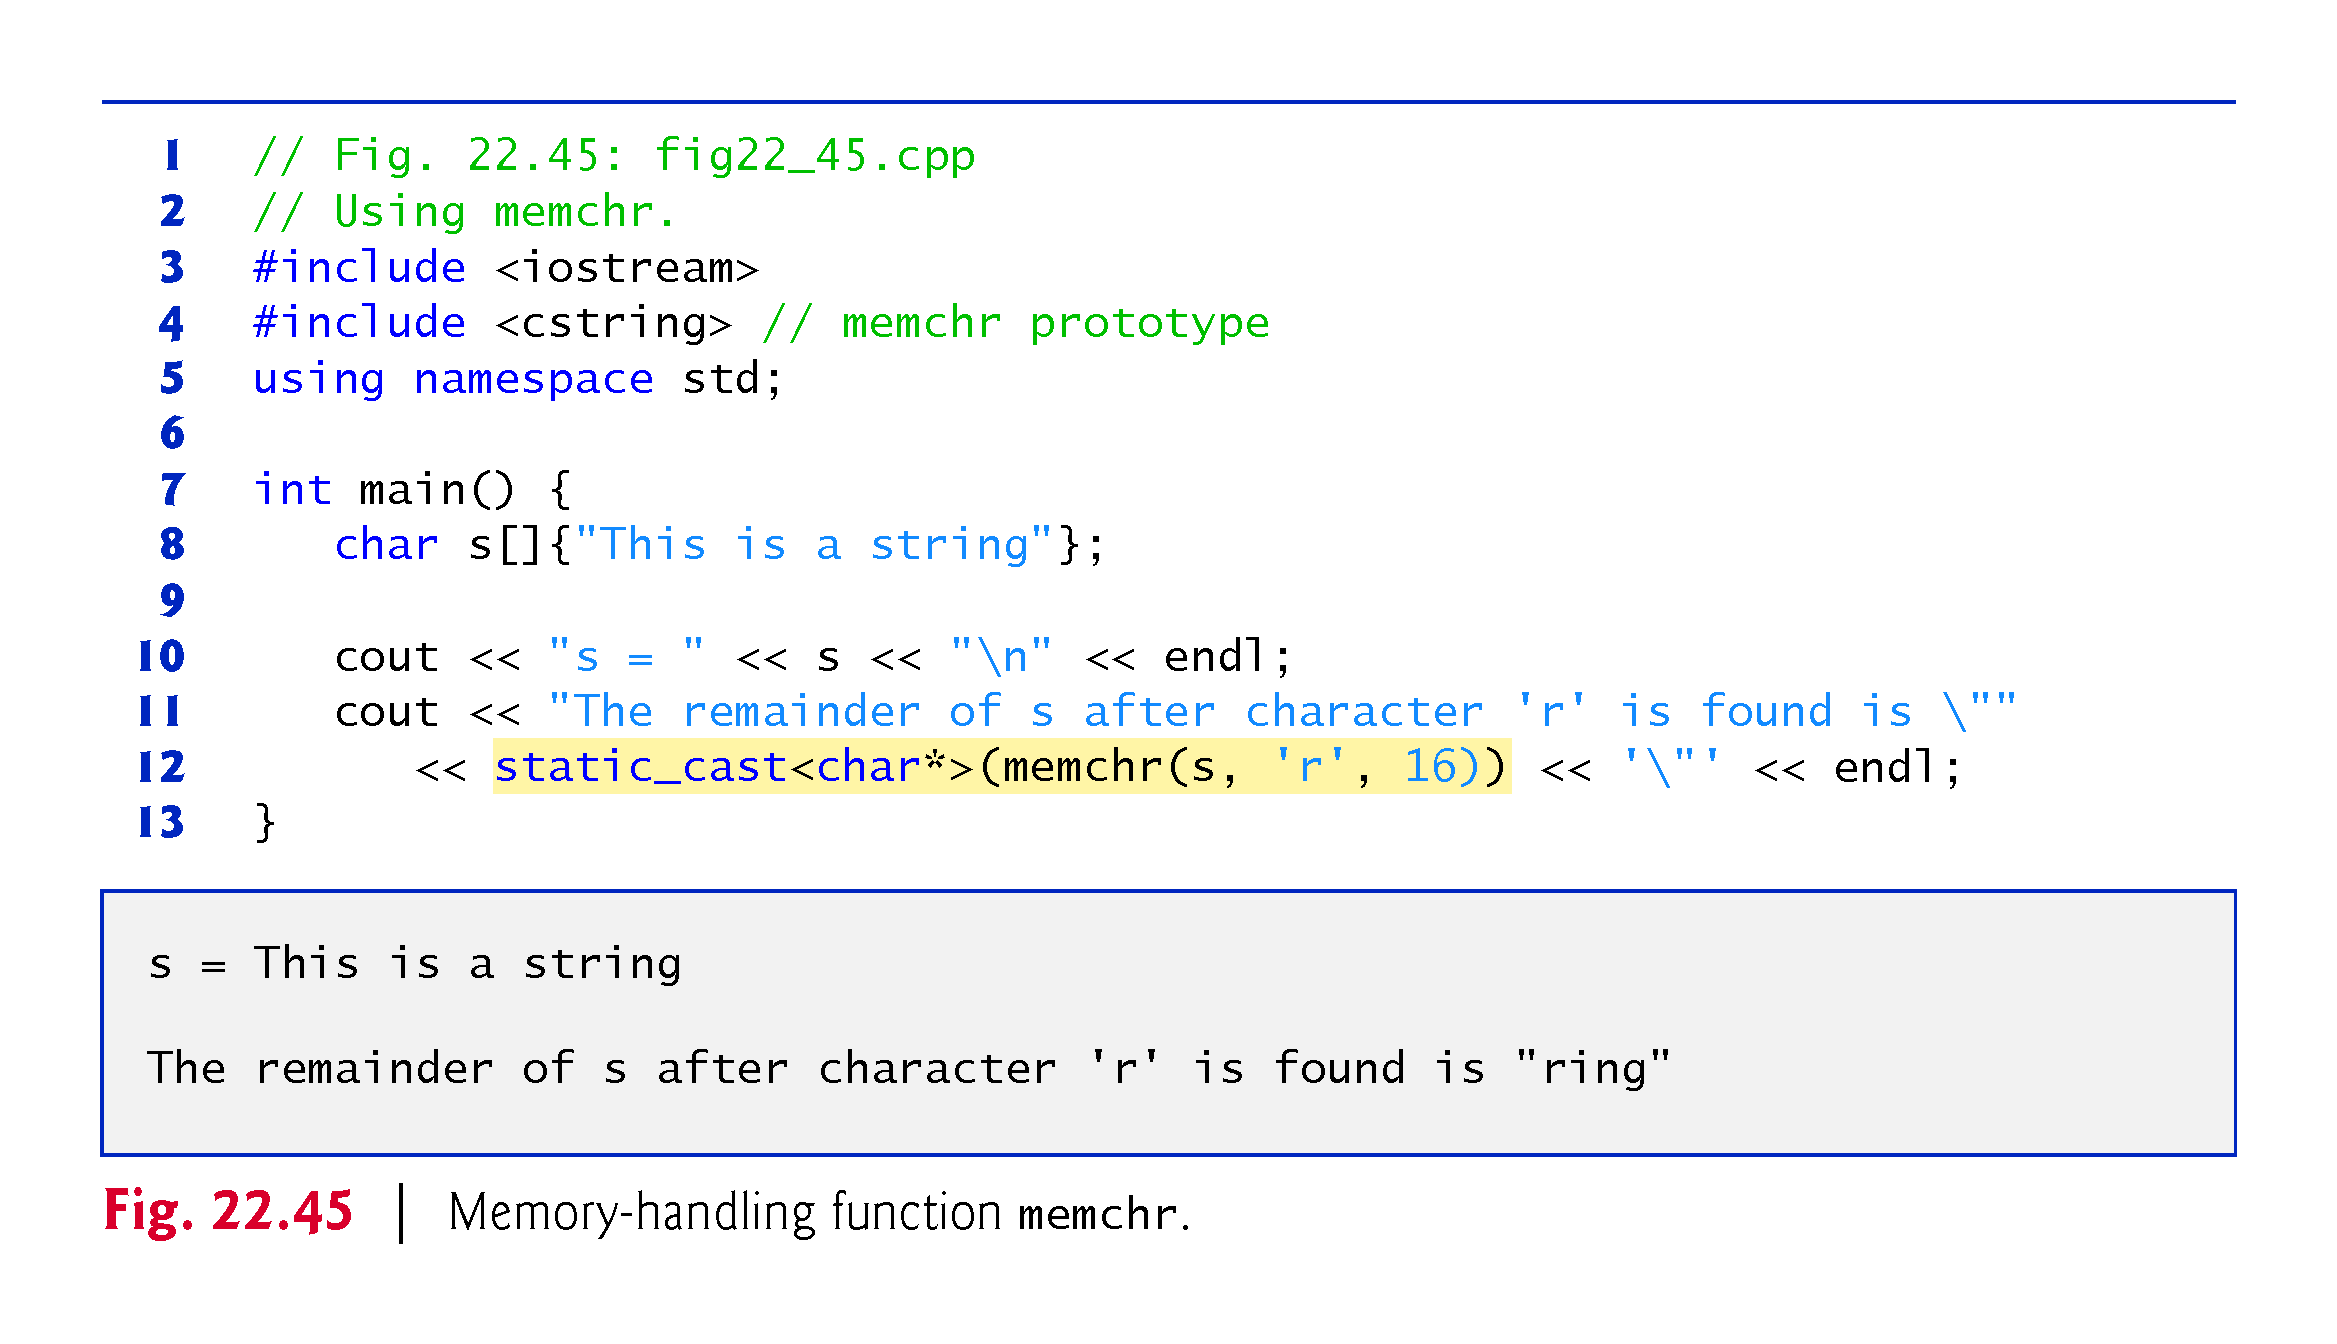 1 // Fig. 22.45: fig22_45.cpp
2 // Using memchr.
3 #include <iostream>
4 #include <cstring> // memchr prototype
5 using namespace std;
6
7 int main() {
8    char s[]{"This is a string"};
9
10    cout << "s = " << s << "\n" << endl;
11    cout << "The remainder of s after character 'r' is found is \""
12       << static_cast<char*>(memchr(s, 'r', 16)) << '\"' << endl;
13 }
s = This is a string
The remainder of s after character 'r' is found is "ring"
Fig. 22.45 | Memory-handling function memchr.